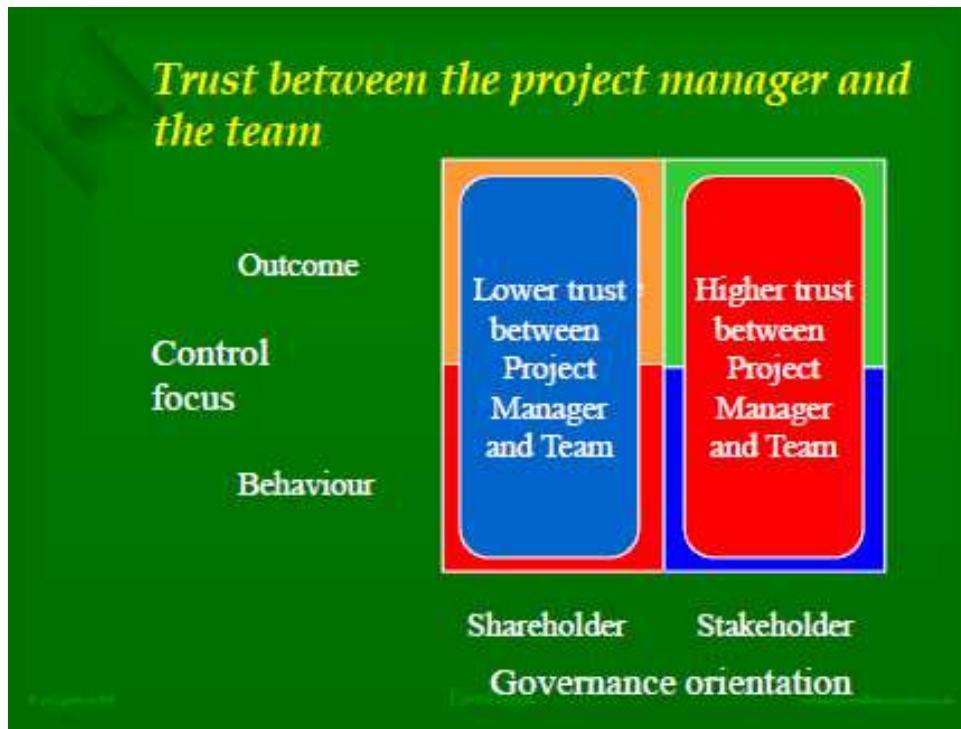 Trust between the project manager and
the team
Outcome
Control
focus
Behaviour
Lower trust
between
Project
Manager
and Team
Higher trust
between
Project
Manager
and Team
Shareholder
Stakeholder
Governance orientation